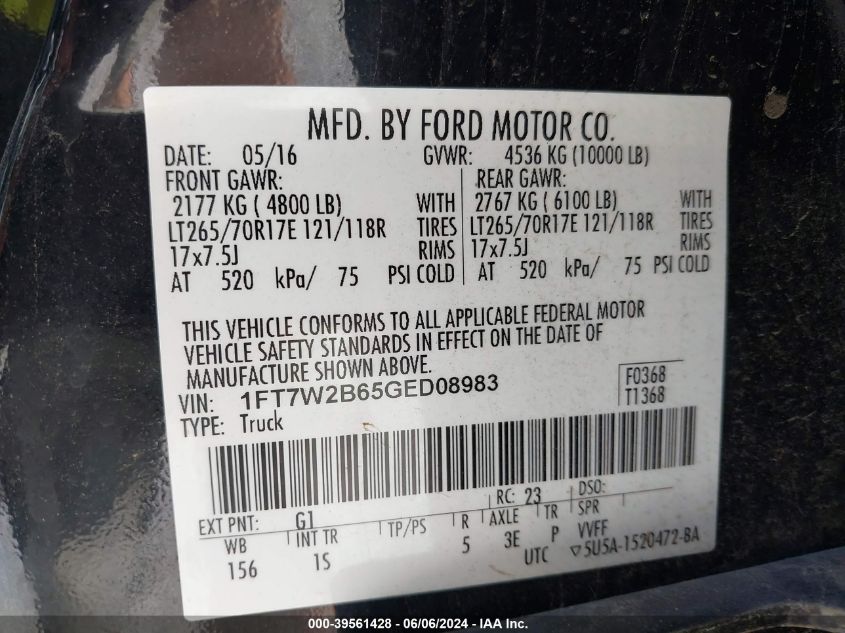 MFD. BY FORD MOTOR CO.
DATE: 05/16 GVWR: 4536 KG (10000 LB)
FRONT GAWR: REAR GAWR:
2177 KG ( 4800 LB) WITH 2767 KG ( 6100 LB) WITH
LT265/70R17E 121/118R TIRES LT265/70R17E 121/118R TIRES
17x7.5J RIMS 17x7.5J RIMS
AT 520 kPa/ 75 PSI COLD AT 520 kPa/ 75 PSI COLD
THIS VEHICLE CONFORMS TO ALL APPLICABLE FEDERAL MOTOR
VEHICLE SAFETY STANDARDS IN EFFECT ON THE DATE OF
MANUFACTURE SHOWN ABOVE.
VIN: 1FT7W2B65GED08983 F0368
TYPE: Truck T1368
EXT PNT: G1 RC: 23 DSO:
WB INT TR TP/PS R AXLE TR SPR
156 1S 5 3E P VVFF
UTC ▽5U5A-1520472-BA
000-39561428 - 06/06/2024 - IAA Inc.